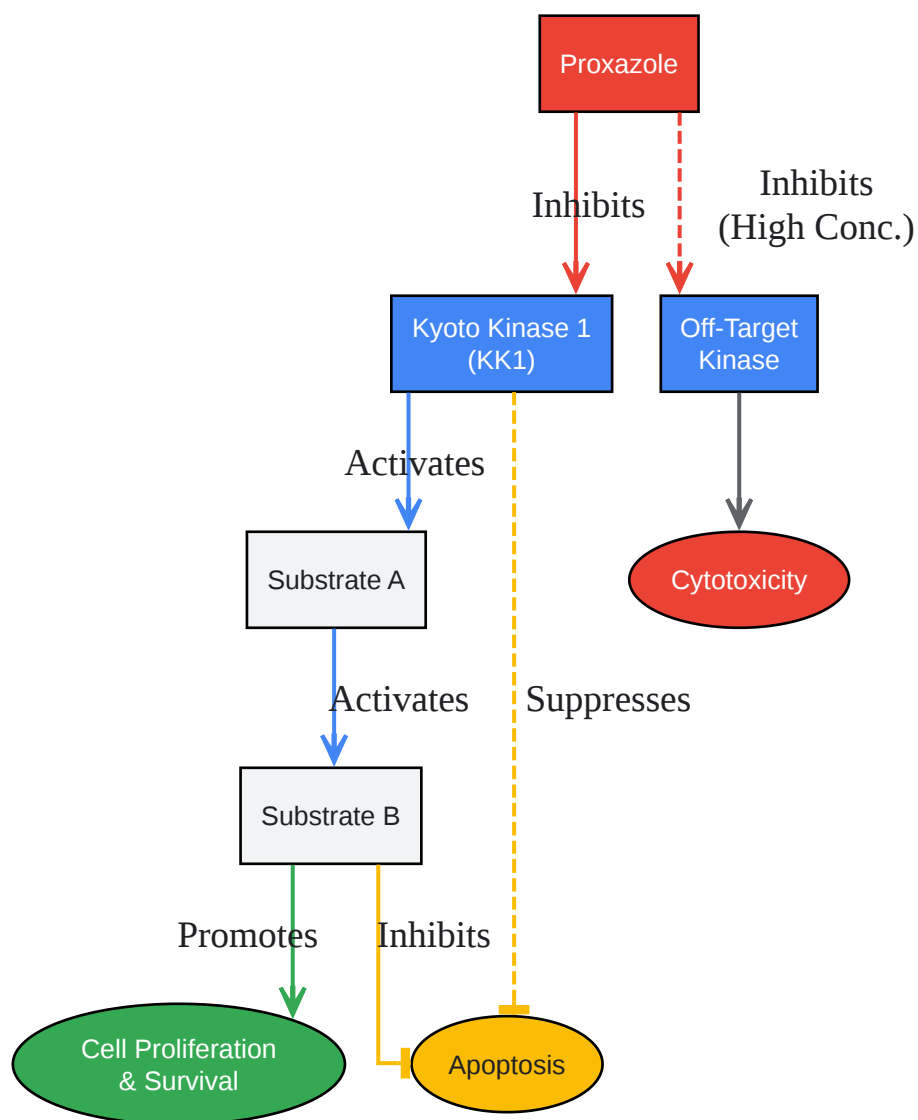 Proxazole
Inhibits
Inhibits
(High Conc.)
Kyoto Kinase 1
(KK1)
Off-Target
Kinase
Activates
Substrate A
Cytotoxicity
Activates
Suppresses
Substrate B
Promotes
Inhibits
Cell Proliferation
& Survival
Apoptosis